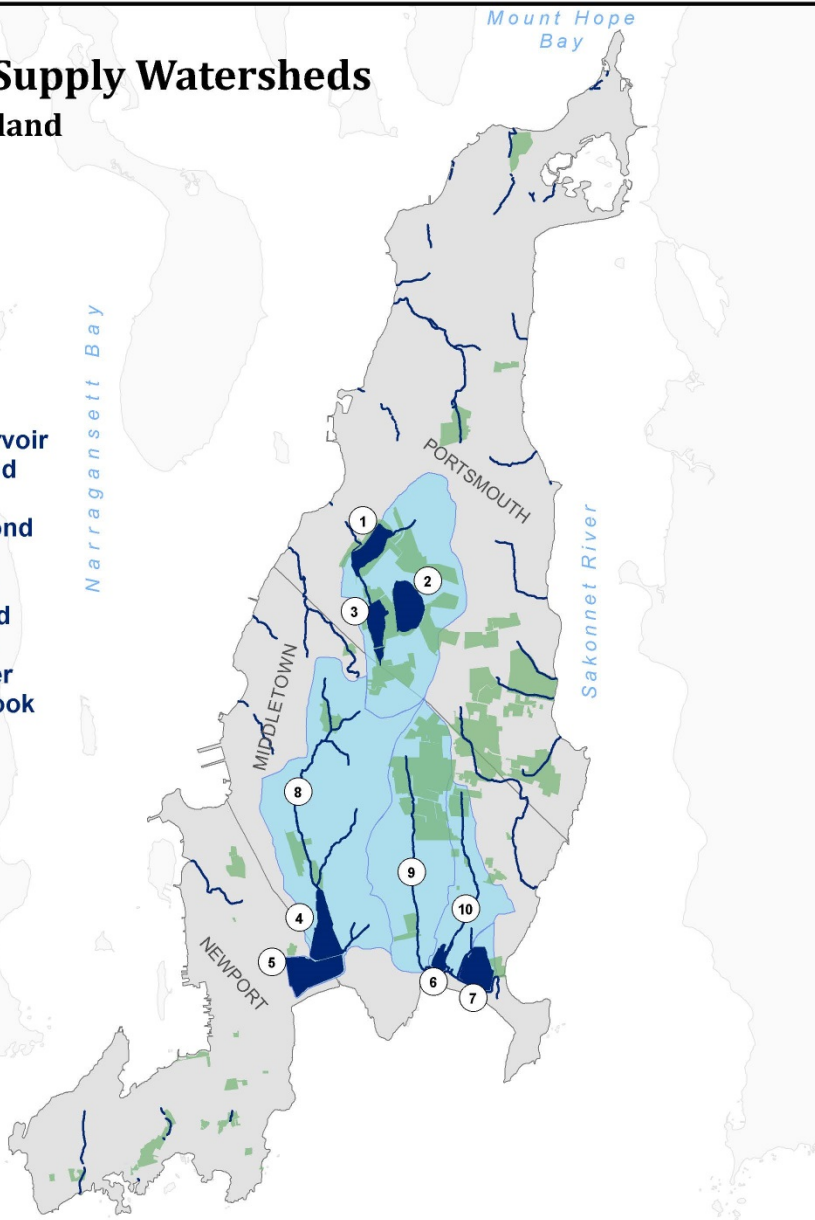 Mount Hope
Bay
Supply Watersheds
land
Narragansett Bay
rvoir
d
ond
d
er
ook
PORTSMOUTH
Sakonnet River
MIDDLETOWN
NEWPORT
1
2
3
8
9
10
4
5
6
7